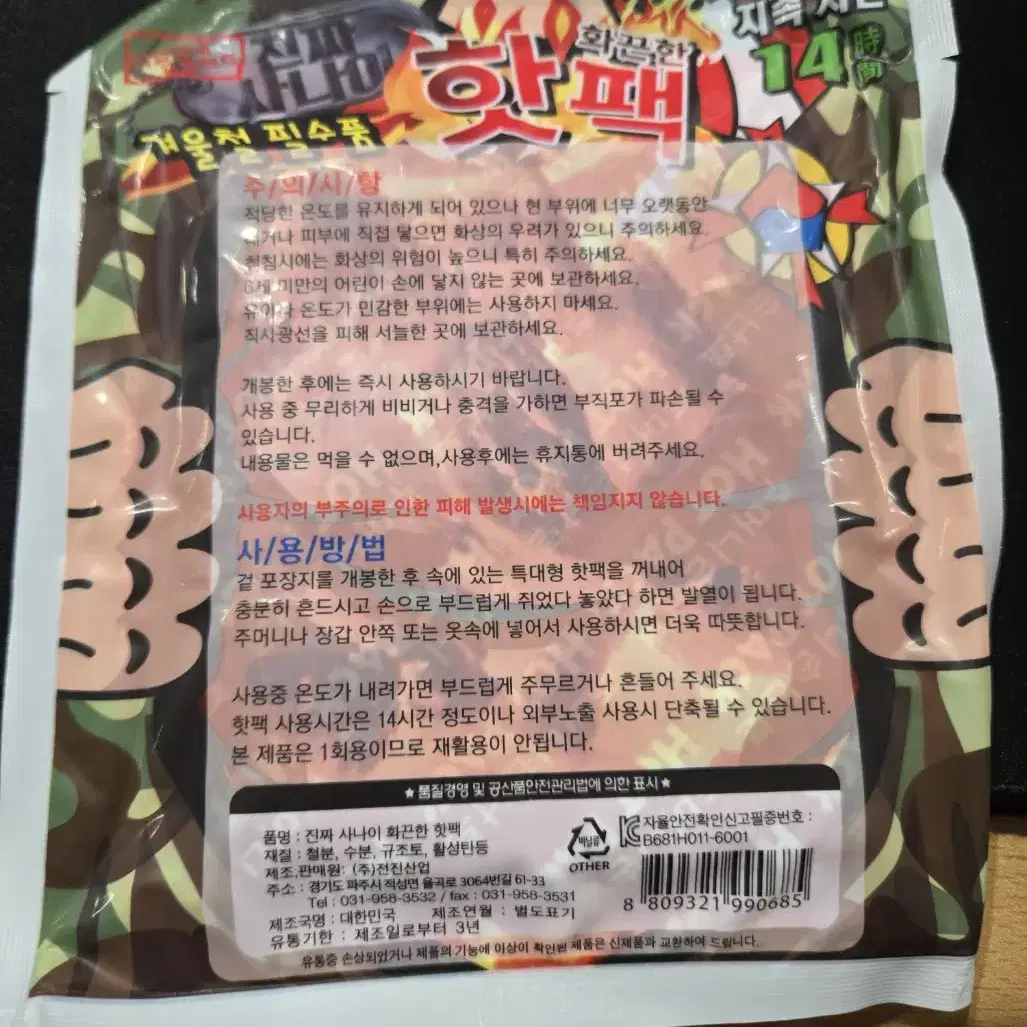 진짜
사나이
화끈한
핫팩
지속 시간
14時間
겨울철 필수품
주/의/사/항
적당한 온도를 유지하게 되어 있으나 현 부위에 너무 오랫동안
대거나 피부에 직접 닿으면 화상의 우려가 있으니 주의하세요.
취침시에는 화상의 위험이 높으니 특히 주의하세요.
미만의 어린이 손에 닿지 않는 곳에 보관하세요.
온도가 민감한 부위에는 사용하지 마세요.
직사광선을 피해 서늘한 곳에 보관하세요.
개봉한 후에는 즉시 사용하시기 바랍니다.
사용 중 무리하게 비비거나 충격을 가하면 부직포가 파손될 수
있습니다.
내용물은 먹을 수 없으며,사용후에는 휴지통에 버려주세요.
사용자의 부주의로 인한 피해 발생시에는 책임지지 않습니다.
사/용/방/법
겉 포장지를 개봉한 후 속에 있는 특대형 핫팩을 꺼내어
충분히 흔드시고 손으로 부드럽게 쥐었다 놓았다 하면 발열이 됩니다.
주머니나 장갑 안쪽 또는 옷속에 넣어서 사용하시면 더욱 따뜻합니다.
사용중 온도가 내려가면 부드럽게 주무르거나 흔들어 주세요.
핫팩 사용시간은 14시간 정도이나 외부노출 사용시 단축될 수 있습니다.
본 제품은 1회용이므로 재활용이 안됩니다.
★품질경영 및 공산품안전관리법에 의한 표시★
품명 : 진짜 사나이 화끈한 핫팩
재질 : 철분, 수분, 규조토, 활성탄등
제조,판매원: (주)전진산업
주소 : 경기도 파주시 적성면 율곡로 3064번길 61-33
Tel : 031-958-3532 / fax : 031-958-3531
제조국명 : 대한민국 제조연월 : 별도표기
유통기한 : 제조일로부터 3년
비닐류
OTHER
자율안전확인신고필증번호 :
B681H011-6001
8 809321 990685
유통중 손상되었거나 제품의 기능에 이상이 확인된 제품은 신제품과 교환하여 드립니다.